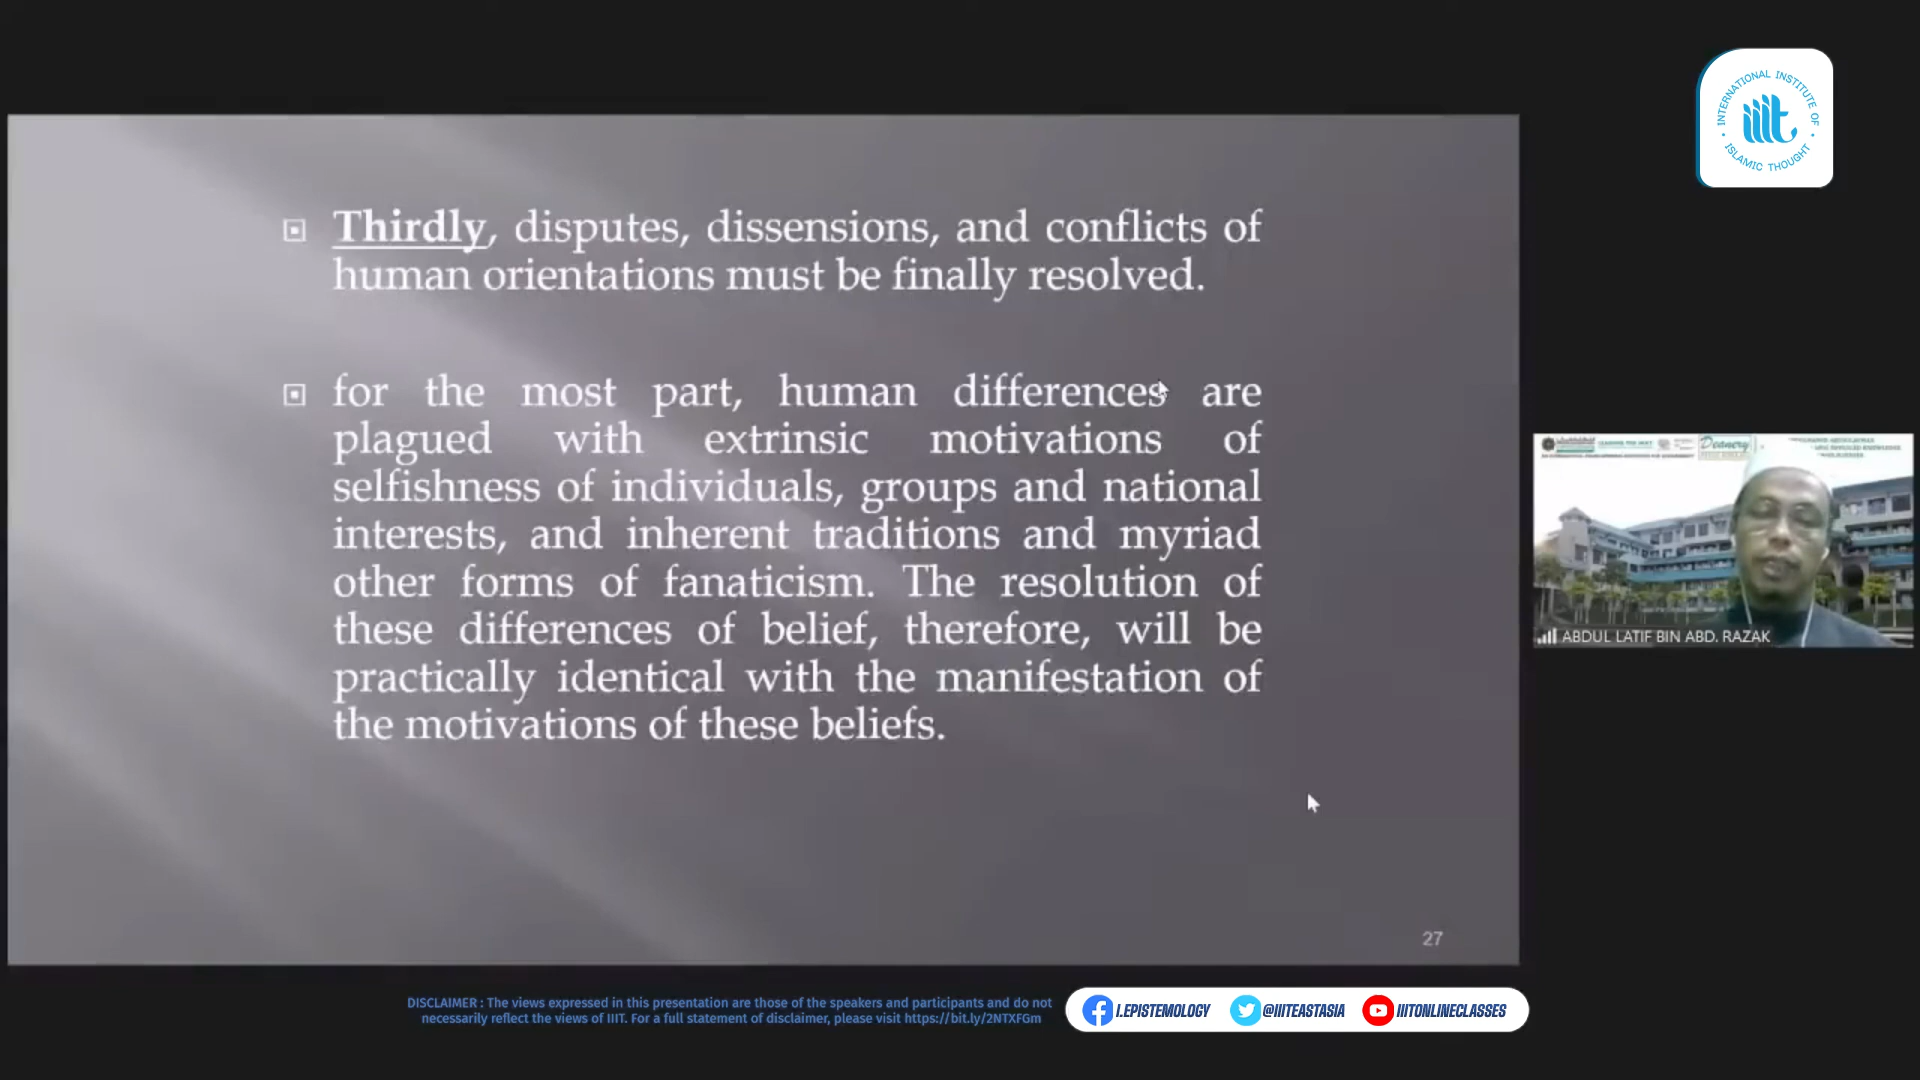 INTERNATIONAL INSTITUTE OF
iiit
ISLAMIC THOUGHT
Thirdly, disputes, dissensions, and conflicts of
human orientations must be finally resolved.
for the most part, human differences are
plagued with extrinsic motivations of
selfishness of individuals, groups and national
interests, and inherent traditions and myriad
other forms of fanaticism. The resolution of
these differences of belief, therefore, will be
practically identical with the manifestation of
the motivations of these beliefs.
27
Deanery
ABDUL LATIF BIN ABD. RAZAK
DISCLAIMER : The views expressed in this presentation are those of the speakers and participants and do not
necessarily reflect the views of IIIT. For a full statement of disclaimer, please visit https://bit.ly/2NTXFGm
I.EPISTEMOLOGY @IIITEASTASIA IIITONLINECLASSES